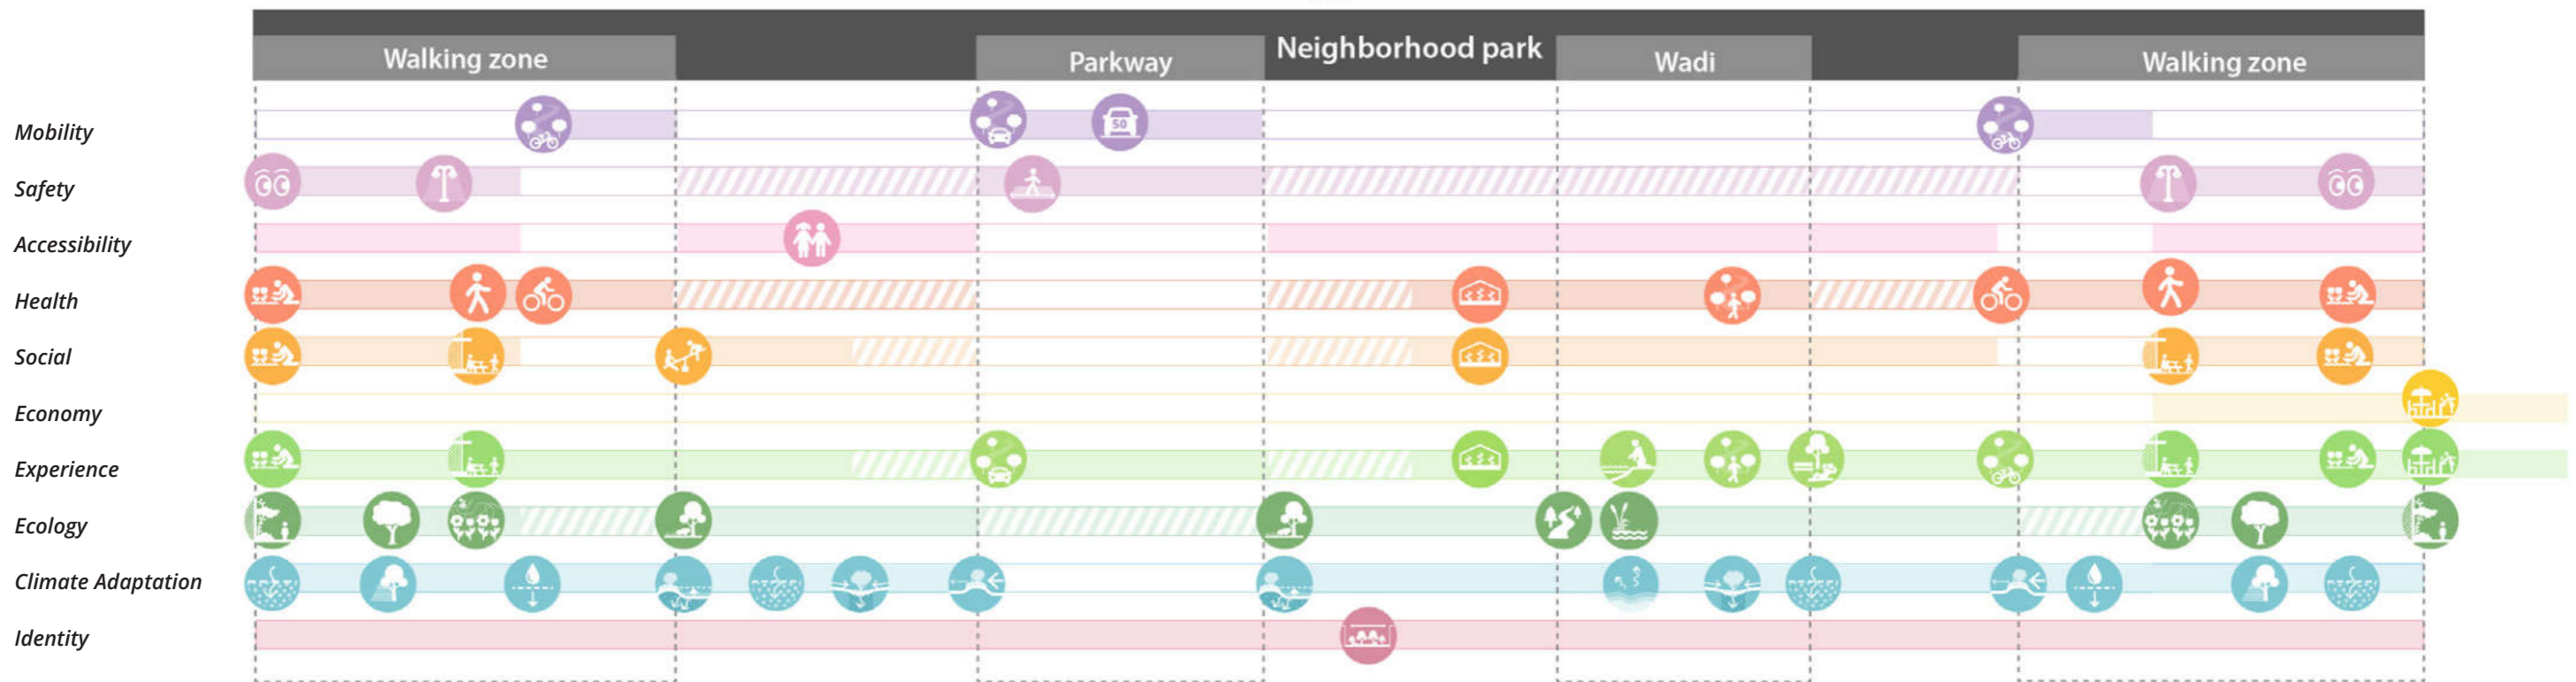 Neighborhood park
Walking zone
Parkway
Wadi
Walking zone
Mobility
50
Safety
Accessibility
Health
Social
Economy
Experience
Ecology
Climate Adaptation
Identity